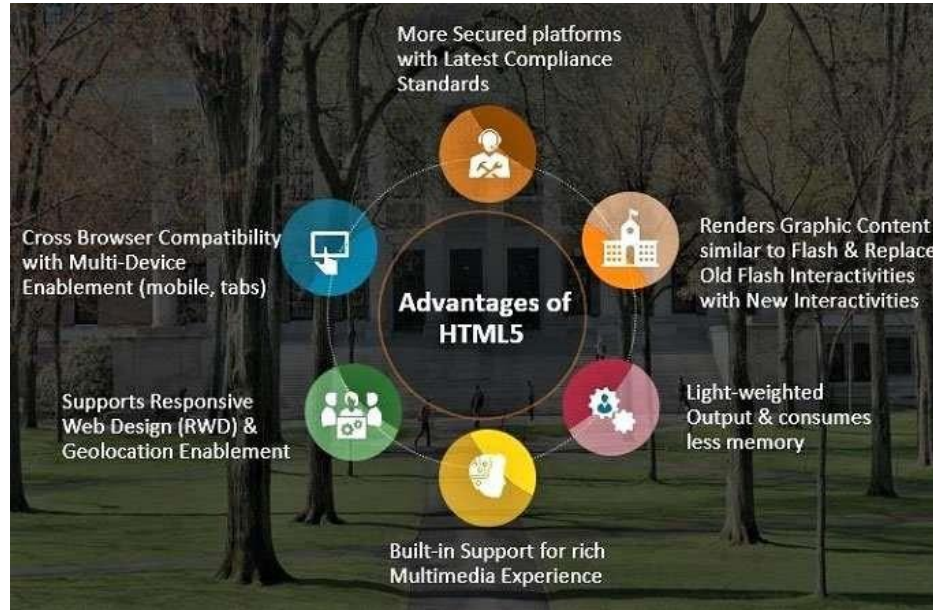 More Secured platforms
with Latest Compliance
Standards
Renders Graphic Content
similar to Flash & Replace
Old Flash Interactivities
with New Interactivities
Light-weighted
Output & consumes
less memory
Built-in Support for rich
Multimedia Experience
Supports Responsive
Web Design (RWD) &
Geolocation Enablement
Cross Browser Compatibility
with Multi-Device
Enablement (mobile, tabs)
Advantages of
HTML5